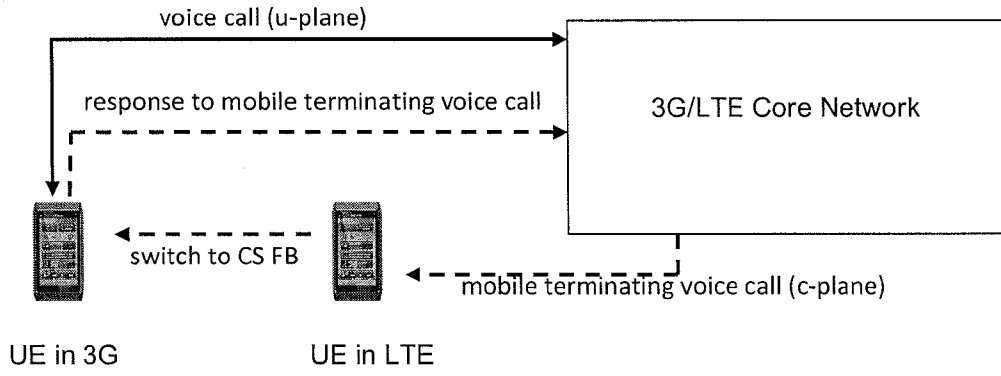 voice call (u-plane)
response to mobile terminating voice call
3G/LTE Core Network
switch to CS FB
mobile terminating voice call (c-plane)
UE in 3G
UE in LTE